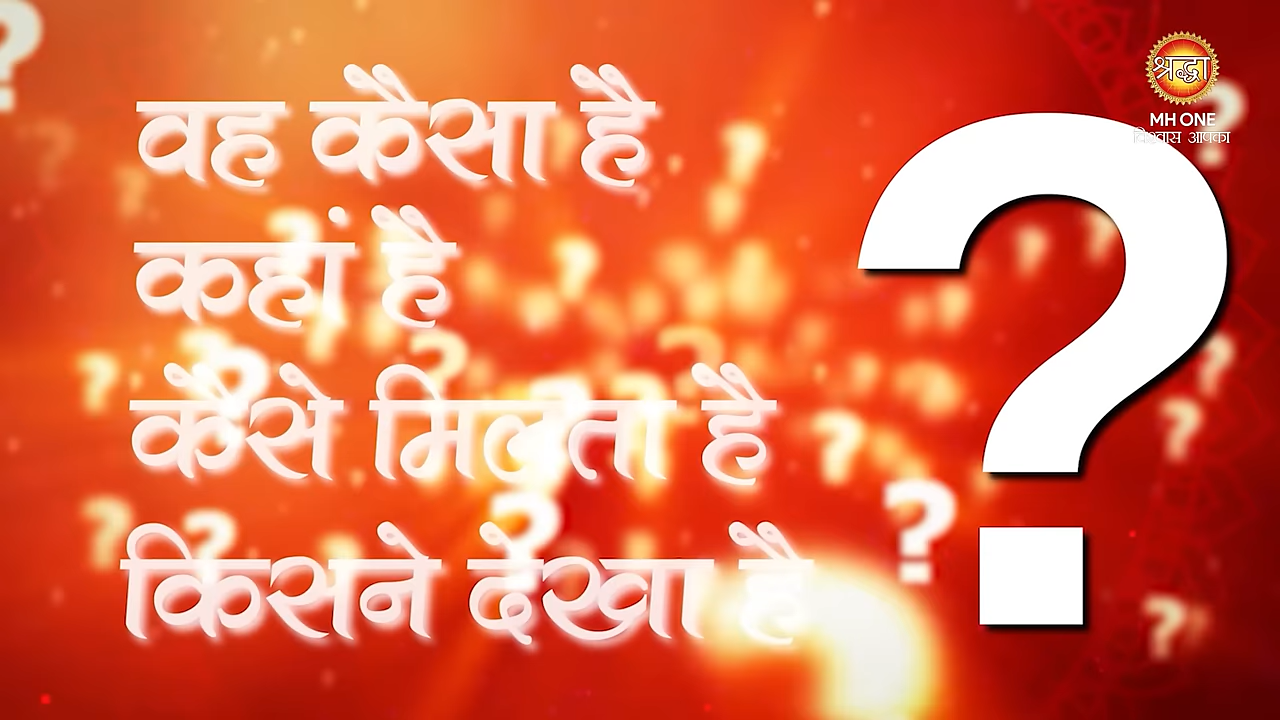 वह कैसा है
कहां है
कैसे मिलता है
किसने देखा है
?
श्रद्धा
MH ONE
विश्वास आपका